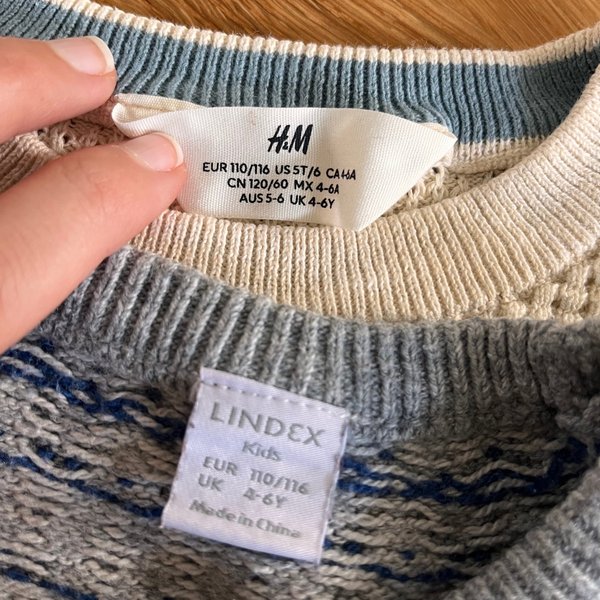 H&M
EUR 110/116 US 5T/6 CA 4-6A
CN 120/60 MX 4-6A
AUS 5-6 UK 4-6Y
LINDEX
Kids
EUR 110/116
UK 4-6Y
Made in China